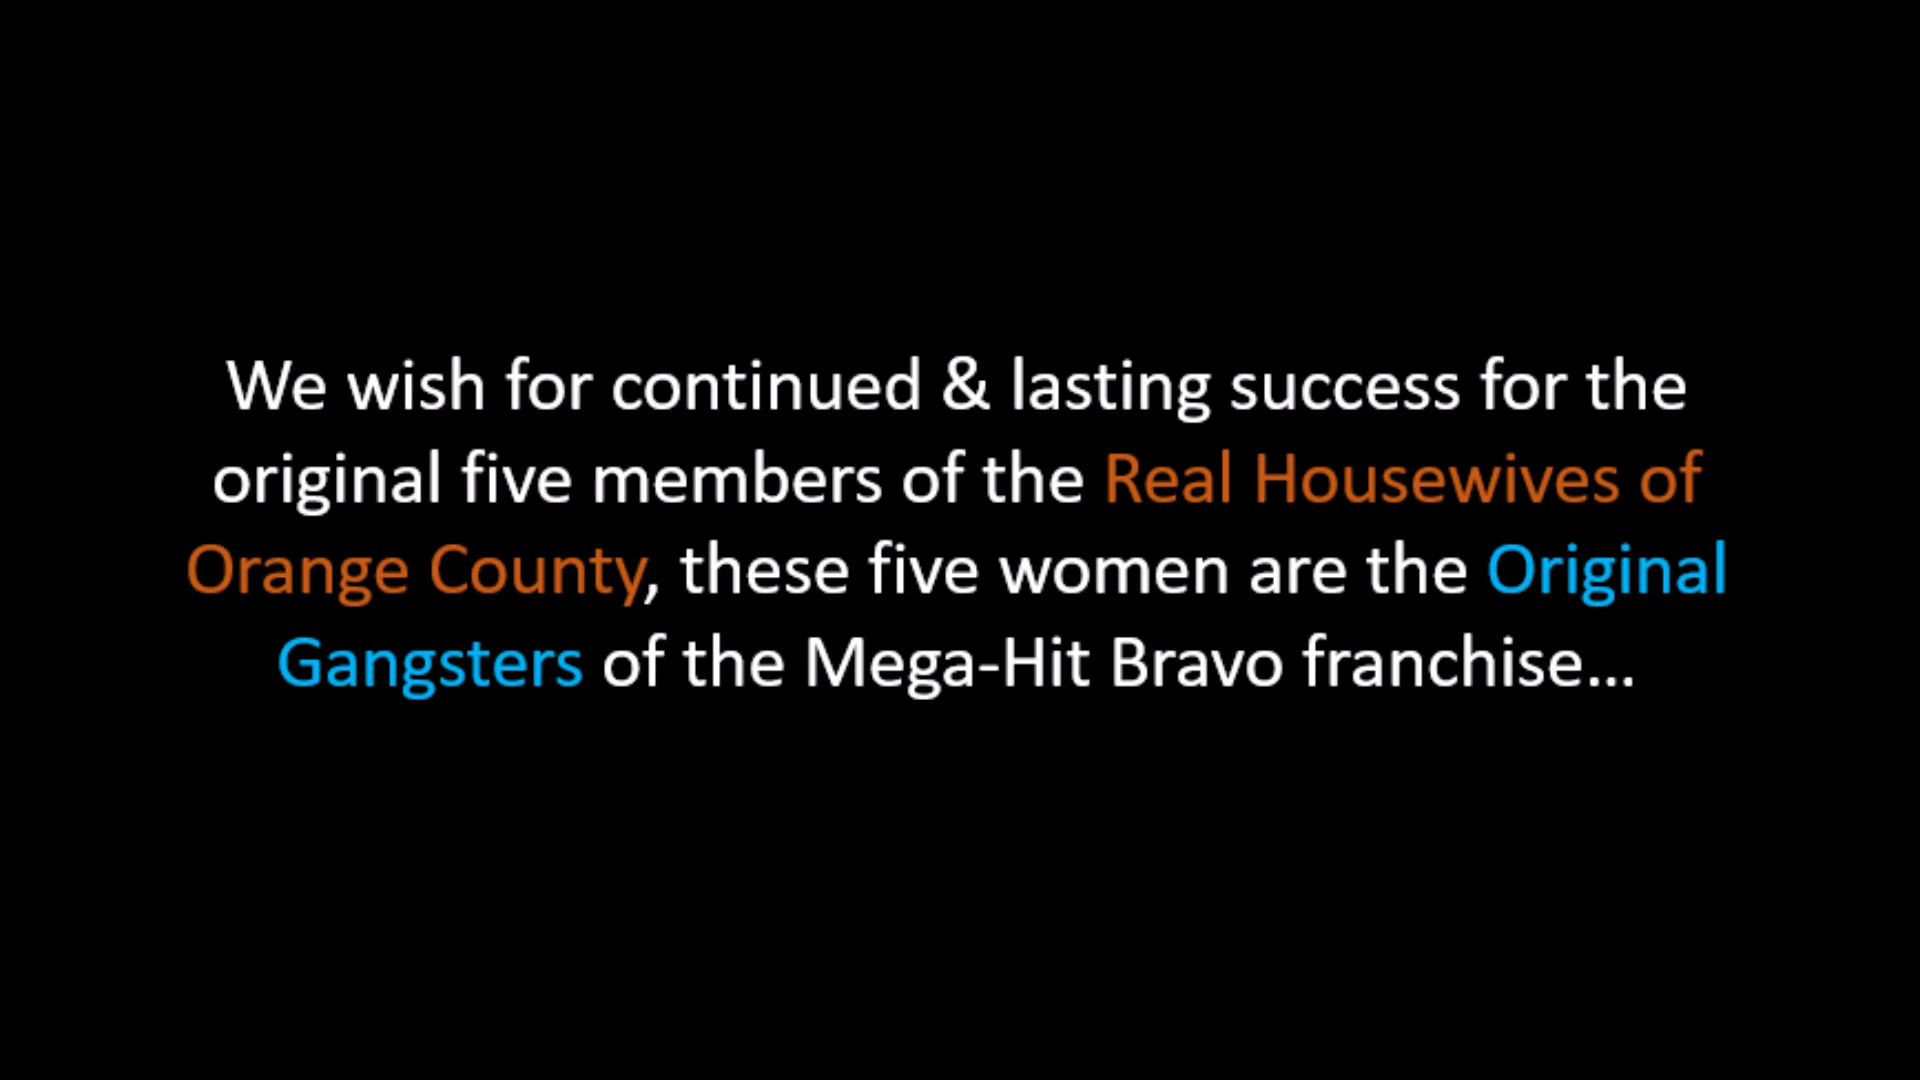 We wish for continued & lasting success for the
original five members of the Real Housewives of
Orange County, these five women are the Original
Gangsters of the Mega-Hit Bravo franchise...